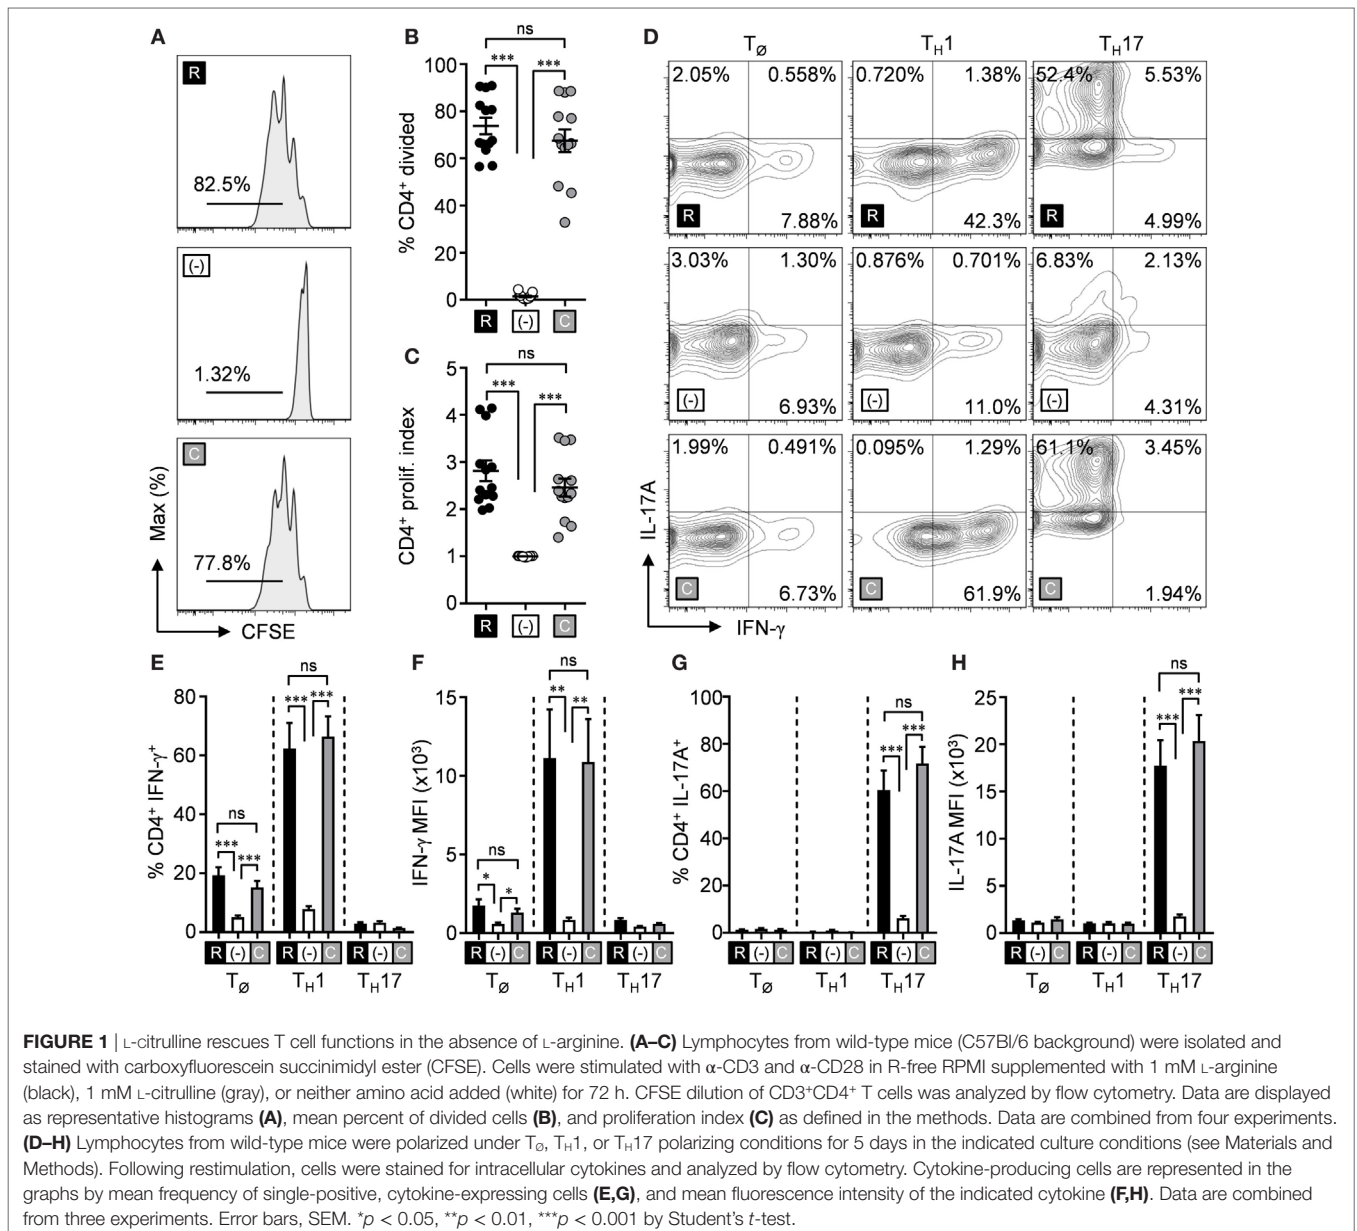 A
R
82.5%
(-)
1.32%
C
77.8%
Max (%)
CFSE
B
ns
*** ***
% CD4⁺ divided
100
80
60
40
20
0
R (-) C
C
ns
*** ***
CD4⁺ prolif. index
5
4
3
2
1
0
R (-) C
D
TØ TH1 TH17
2.05% 0.558% 0.720% 1.38% 52.4% 5.53%
R 7.88% R 42.3% R 4.99%
3.03% 1.30% 0.876% 0.701% 6.83% 2.13%
(-) 6.93% (-) 11.0% (-) 4.31%
1.99% 0.491% 0.095% 1.29% 61.1% 3.45%
C 6.73% C 61.9% C 1.94%
IL-17A
IFN-γ
E
% CD4⁺ IFN-γ⁺
80
60
40
20
0
ns
*** ***
ns
*** ***
R (-) C R (-) C R (-) C
TØ TH1 TH17
F
IFN-γ MFI (x10³)
15
10
5
0
ns
* *
ns
** **
R (-) C R (-) C R (-) C
TØ TH1 TH17
G
% CD4⁺ IL-17A⁺
100
80
60
40
20
0
ns
*** ***
R (-) C R (-) C R (-) C
TØ TH1 TH17
H
IL-17A MFI (x10³)
25
20
15
10
5
0
ns
*** ***
R (-) C R (-) C R (-) C
TØ TH1 TH17
FIGURE 1 | L-citrulline rescues T cell functions in the absence of L-arginine. (A–C) Lymphocytes from wild-type mice (C57Bl/6 background) were isolated and
stained with carboxyfluorescein succinimidyl ester (CFSE). Cells were stimulated with α-CD3 and α-CD28 in R-free RPMI supplemented with 1 mM L-arginine
(black), 1 mM L-citrulline (gray), or neither amino acid added (white) for 72 h. CFSE dilution of CD3⁺CD4⁺ T cells was analyzed by flow cytometry. Data are displayed
as representative histograms (A), mean percent of divided cells (B), and proliferation index (C) as defined in the methods. Data are combined from four experiments.
(D–H) Lymphocytes from wild-type mice were polarized under TØ, TH1, or TH17 polarizing conditions for 5 days in the indicated culture conditions (see Materials and
Methods). Following restimulation, cells were stained for intracellular cytokines and analyzed by flow cytometry. Cytokine-producing cells are represented in the
graphs by mean frequency of single-positive, cytokine-expressing cells (E,G), and mean fluorescence intensity of the indicated cytokine (F,H). Data are combined
from three experiments. Error bars, SEM. *p < 0.05, **p < 0.01, ***p < 0.001 by Student's t-test.